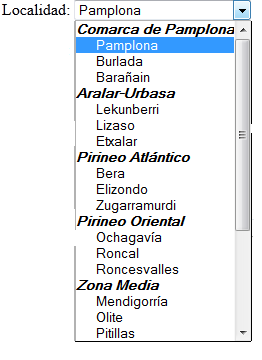 Localidad: Pamplona
Comarca de Pamplona
Pamplona
Burlada
Barañain
Aralar-Urbasa
Lekunberri
Lizaso
Etxalar
Pirineo Atlántico
Bera
Elizondo
Zugarramurdi
Pirineo Oriental
Ochagavía
Roncal
Roncesvalles
Zona Media
Mendigorría
Olite
Pitillas